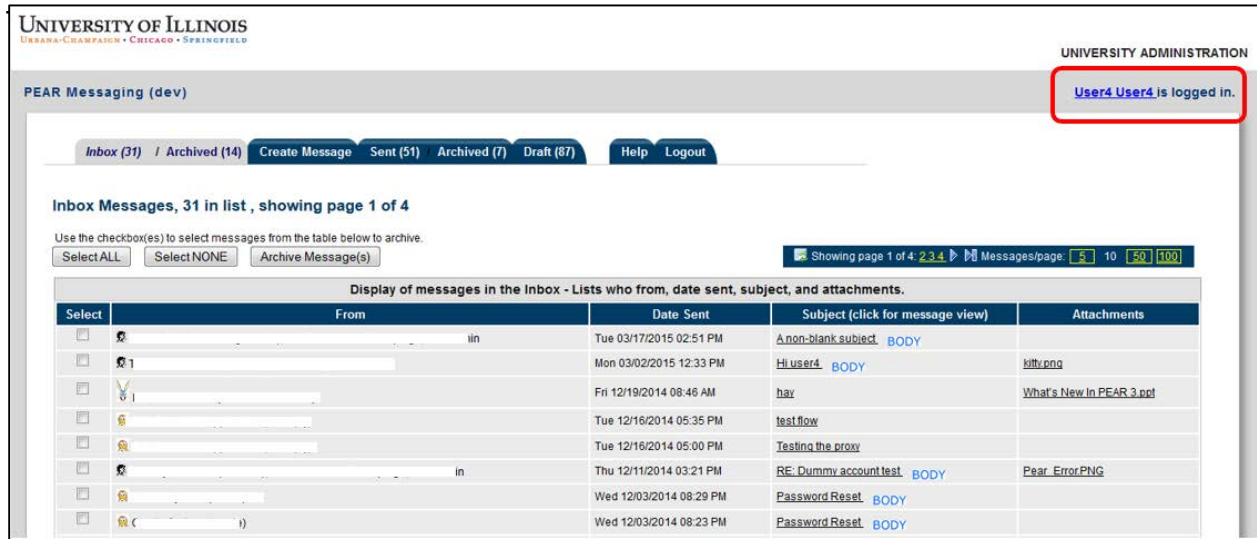 UNIVERSITY OF ILLINOIS
URBANA-CHAMPAIGN • CHICAGO • SPRINGFIELD
UNIVERSITY ADMINISTRATION
PEAR Messaging (dev)
User4 User4 is logged in.
Inbox (31) / Archived (14) Create Message Sent (51) / Archived (7) Draft (87) Help Logout
Inbox Messages, 31 in list , showing page 1 of 4
Use the checkbox(es) to select messages from the table below to archive.
Select ALL Select NONE Archive Message(s)
Showing page 1 of 4: 2 3 4 Messages/page: 5 10 50 100
Display of messages in the Inbox - Lists who from, date sent, subject, and attachments.
Select From Date Sent Subject (click for message view) Attachments
Tue 03/17/2015 02:51 PM A non-blank subject BODY
Mon 03/02/2015 12:33 PM Hi user4 BODY kitty.png
Fri 12/19/2014 08:46 AM hay What's New In PEAR 3.ppt
Tue 12/16/2014 05:35 PM test flow
Tue 12/16/2014 05:00 PM Testing the proxy
Thu 12/11/2014 03:21 PM RE: Dummy account test BODY Pear_Error.PNG
Wed 12/03/2014 08:29 PM Password Reset BODY
Wed 12/03/2014 08:23 PM Password Reset BODY